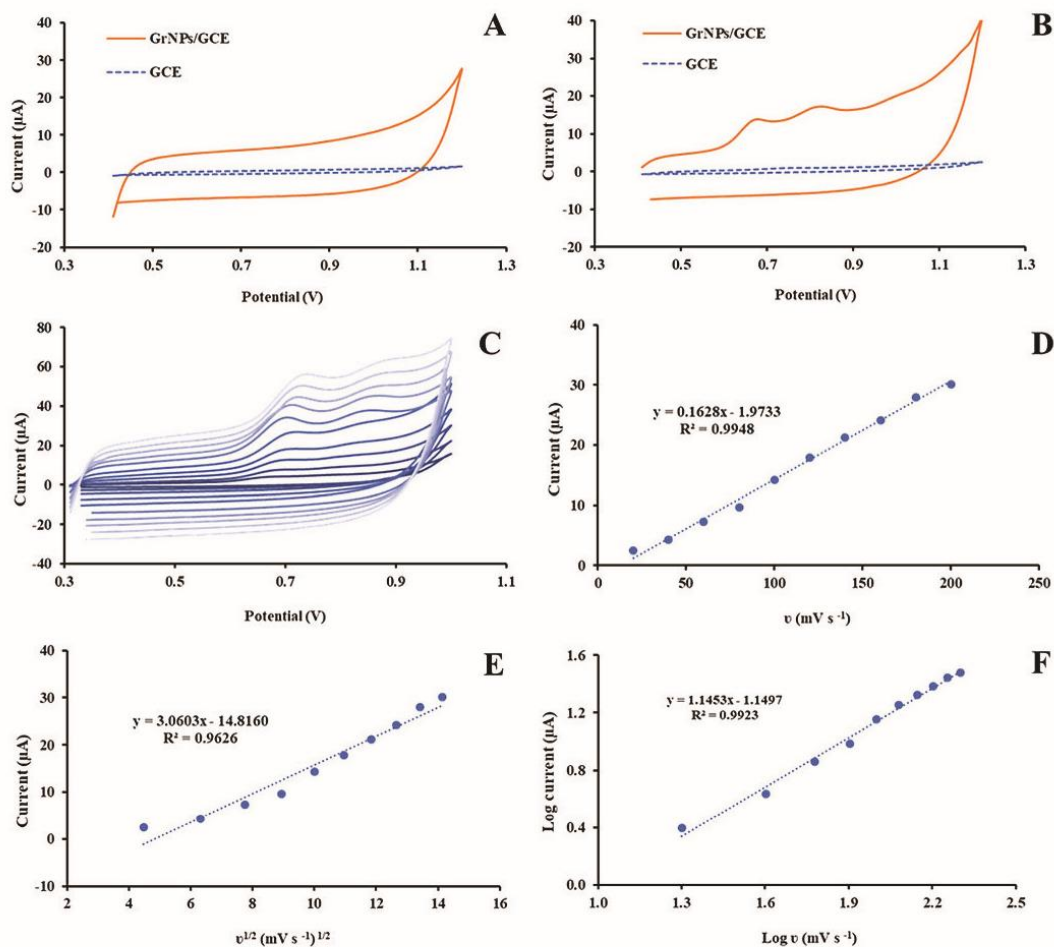 A
GrNPs/GCE
GCE
Current (μA)
40
30
20
10
0
-10
-20
0.3
0.5
0.7
0.9
1.1
1.3
Potential (V)
B
GrNPs/GCE
GCE
Current (μA)
40
30
20
10
0
-10
-20
0.3
0.5
0.7
0.9
1.1
1.3
Potential (V)
C
Current (μA)
80
60
40
20
0
-20
-40
0.3
0.5
0.7
0.9
1.1
Potential (V)
D
y = 0.1628x - 1.9733
R² = 0.9948
Current (μA)
40
30
20
10
0
0
50
100
150
200
250
υ (mV s -1)
E
y = 3.0603x - 14.8160
R² = 0.9626
Current (μA)
40
30
20
10
0
-10
2
4
6
8
10
12
14
16
υ1/2 (mV s -1)1/2
F
y = 1.1453x - 1.1497
R² = 0.9923
Log current (μA)
1.6
1.2
0.8
0.4
0.0
1.0
1.3
1.6
1.9
2.2
2.5
Log υ (mV s -1)